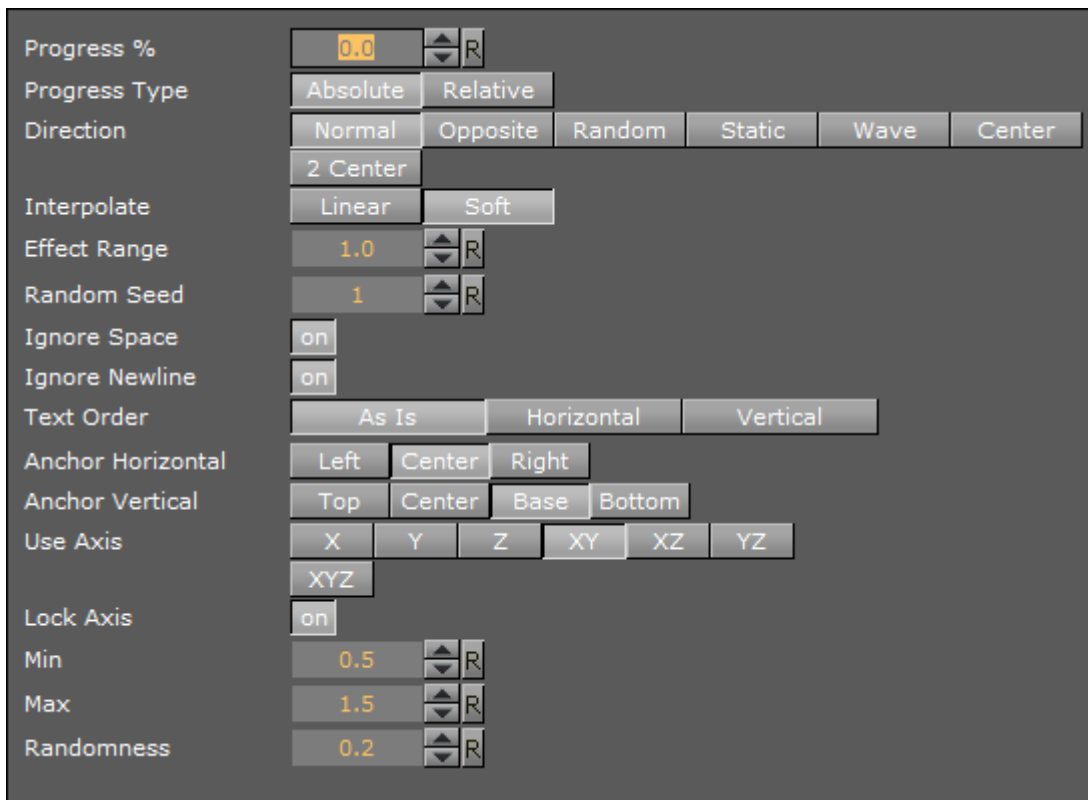 Progress % 0.0 R
Progress Type Absolute Relative
Direction Normal Opposite Random Static Wave Center
2 Center
Interpolate Linear Soft
Effect Range 1.0 R
Random Seed 1 R
Ignore Space on
Ignore Newline on
Text Order As Is Horizontal Vertical
Anchor Horizontal Left Center Right
Anchor Vertical Top Center Base Bottom
Use Axis X Y Z XY XZ YZ
XYZ
Lock Axis on
Min 0.5 R
Max 1.5 R
Randomness 0.2 R